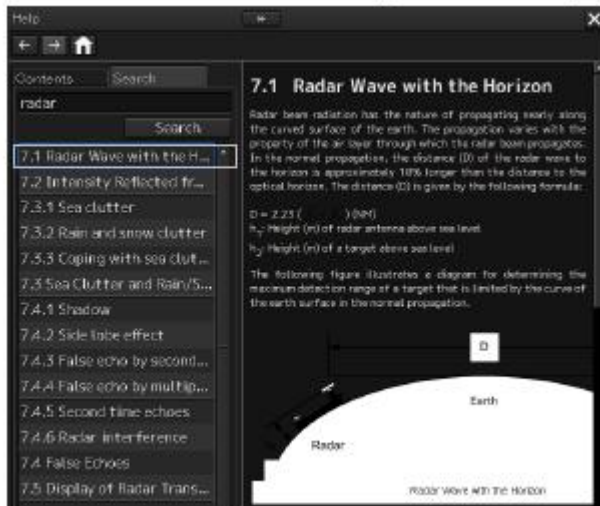 Help
Contents Search
radar
Search
7.1 Radar Wave with the H...
7.2 Intensity Reflected fr...
7.3.1 Sea clutter
7.3.2 Rain and snow clutter
7.3.3 Coping with sea clut...
7.3 Sea Clutter and Rain/S...
7.4.1 Shadow
7.4.2 Side lobe effect
7.4.3 False echo by second...
7.4.4 False echo by multip...
7.4.5 Second time echoes
7.4.6 Radar interference
7.4 False Echoes
7.5 Display of Radar Trans...
7.1 Radar Wave with the Horizon
Radar beam radiation has the nature of propagating nearly along
the curved surface of the earth. The propagation varies with the
property of the air layer through which the radar beam propagates.
In the normal propagation, the distance (D) of the radar wave to
the horizon is approximately 10% longer than the distance to the
optical horizon. The distance (D) is given by the following formula:
D = 2.23 ( ) (NM)
h₁: Height (m) of radar antenna above sea level
h₂: Height (m) of a target above sea level
The following figure illustrates a diagram for determining the
maximum detection range of a target that is limited by the curve of
the earth surface in the normal propagation.
D
Earth
Radar
Radar Wave with the Horizon